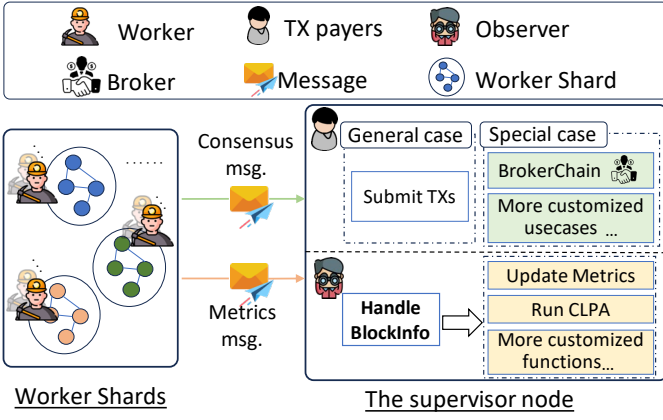 Worker
TX payers
Observer
Broker
Message
Worker Shard
......
Consensus
msg.
Metrics
msg.
Worker Shards
General case
Special case
Submit TXs
BrokerChain
More customized
usecases ...
Handle
BlockInfo
Update Metrics
Run CLPA
More customized
functions...
The supervisor node